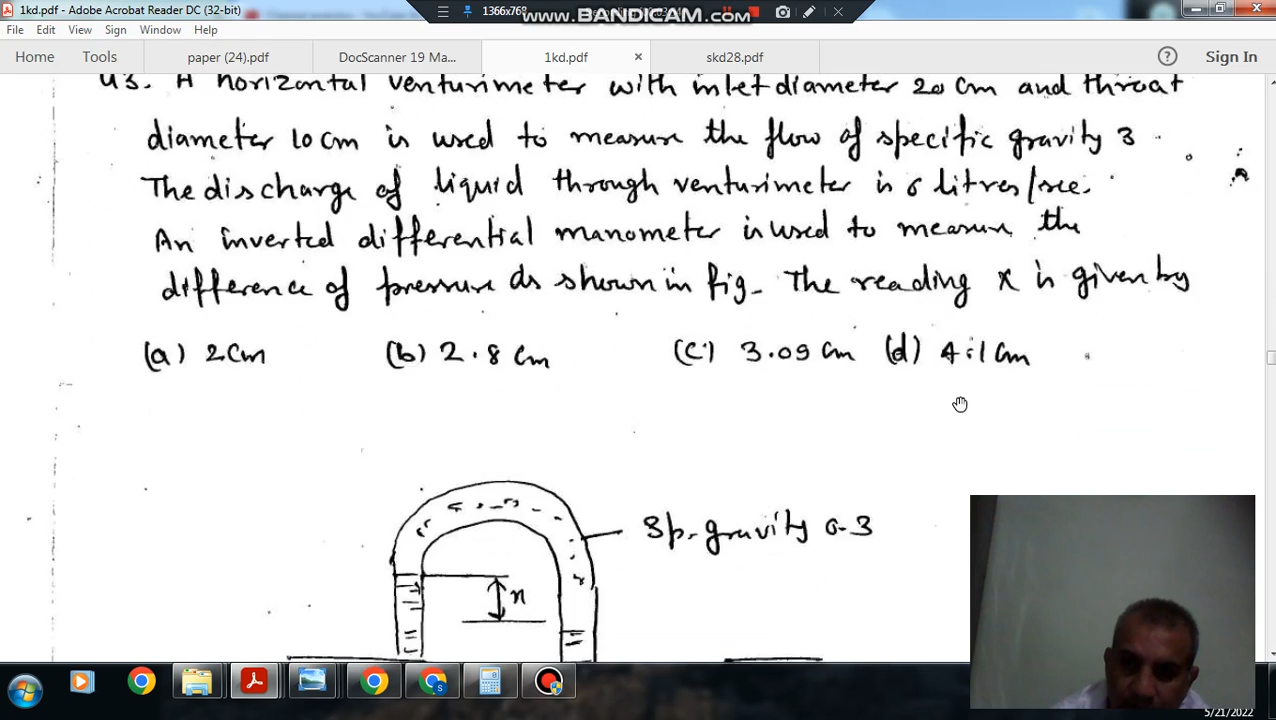 1kd.pdf - Adobe Acrobat Reader DC (32-bit)
1366x768
www.BANDICAM.com
File Edit View Sign Window Help
Home Tools paper (24).pdf DocScanner 19 Ma... 1kd.pdf × skd28.pdf ? Sign In
43. A horizontal venturimeter with inlet diameter 20 cm and throat
diameter 10 cm is used to measure the flow of specific gravity 3
The discharge of liquid through venturimeter is 6 litres/sec.
An inverted differential manometer is used to measure the
difference of pressure as shown in fig. The reading x is given by
(a) 2 cm (b) 2.8 cm (c) 3.09 cm (d) 4.1 cm
Sp. gravity 0.3
x
5/21/2022